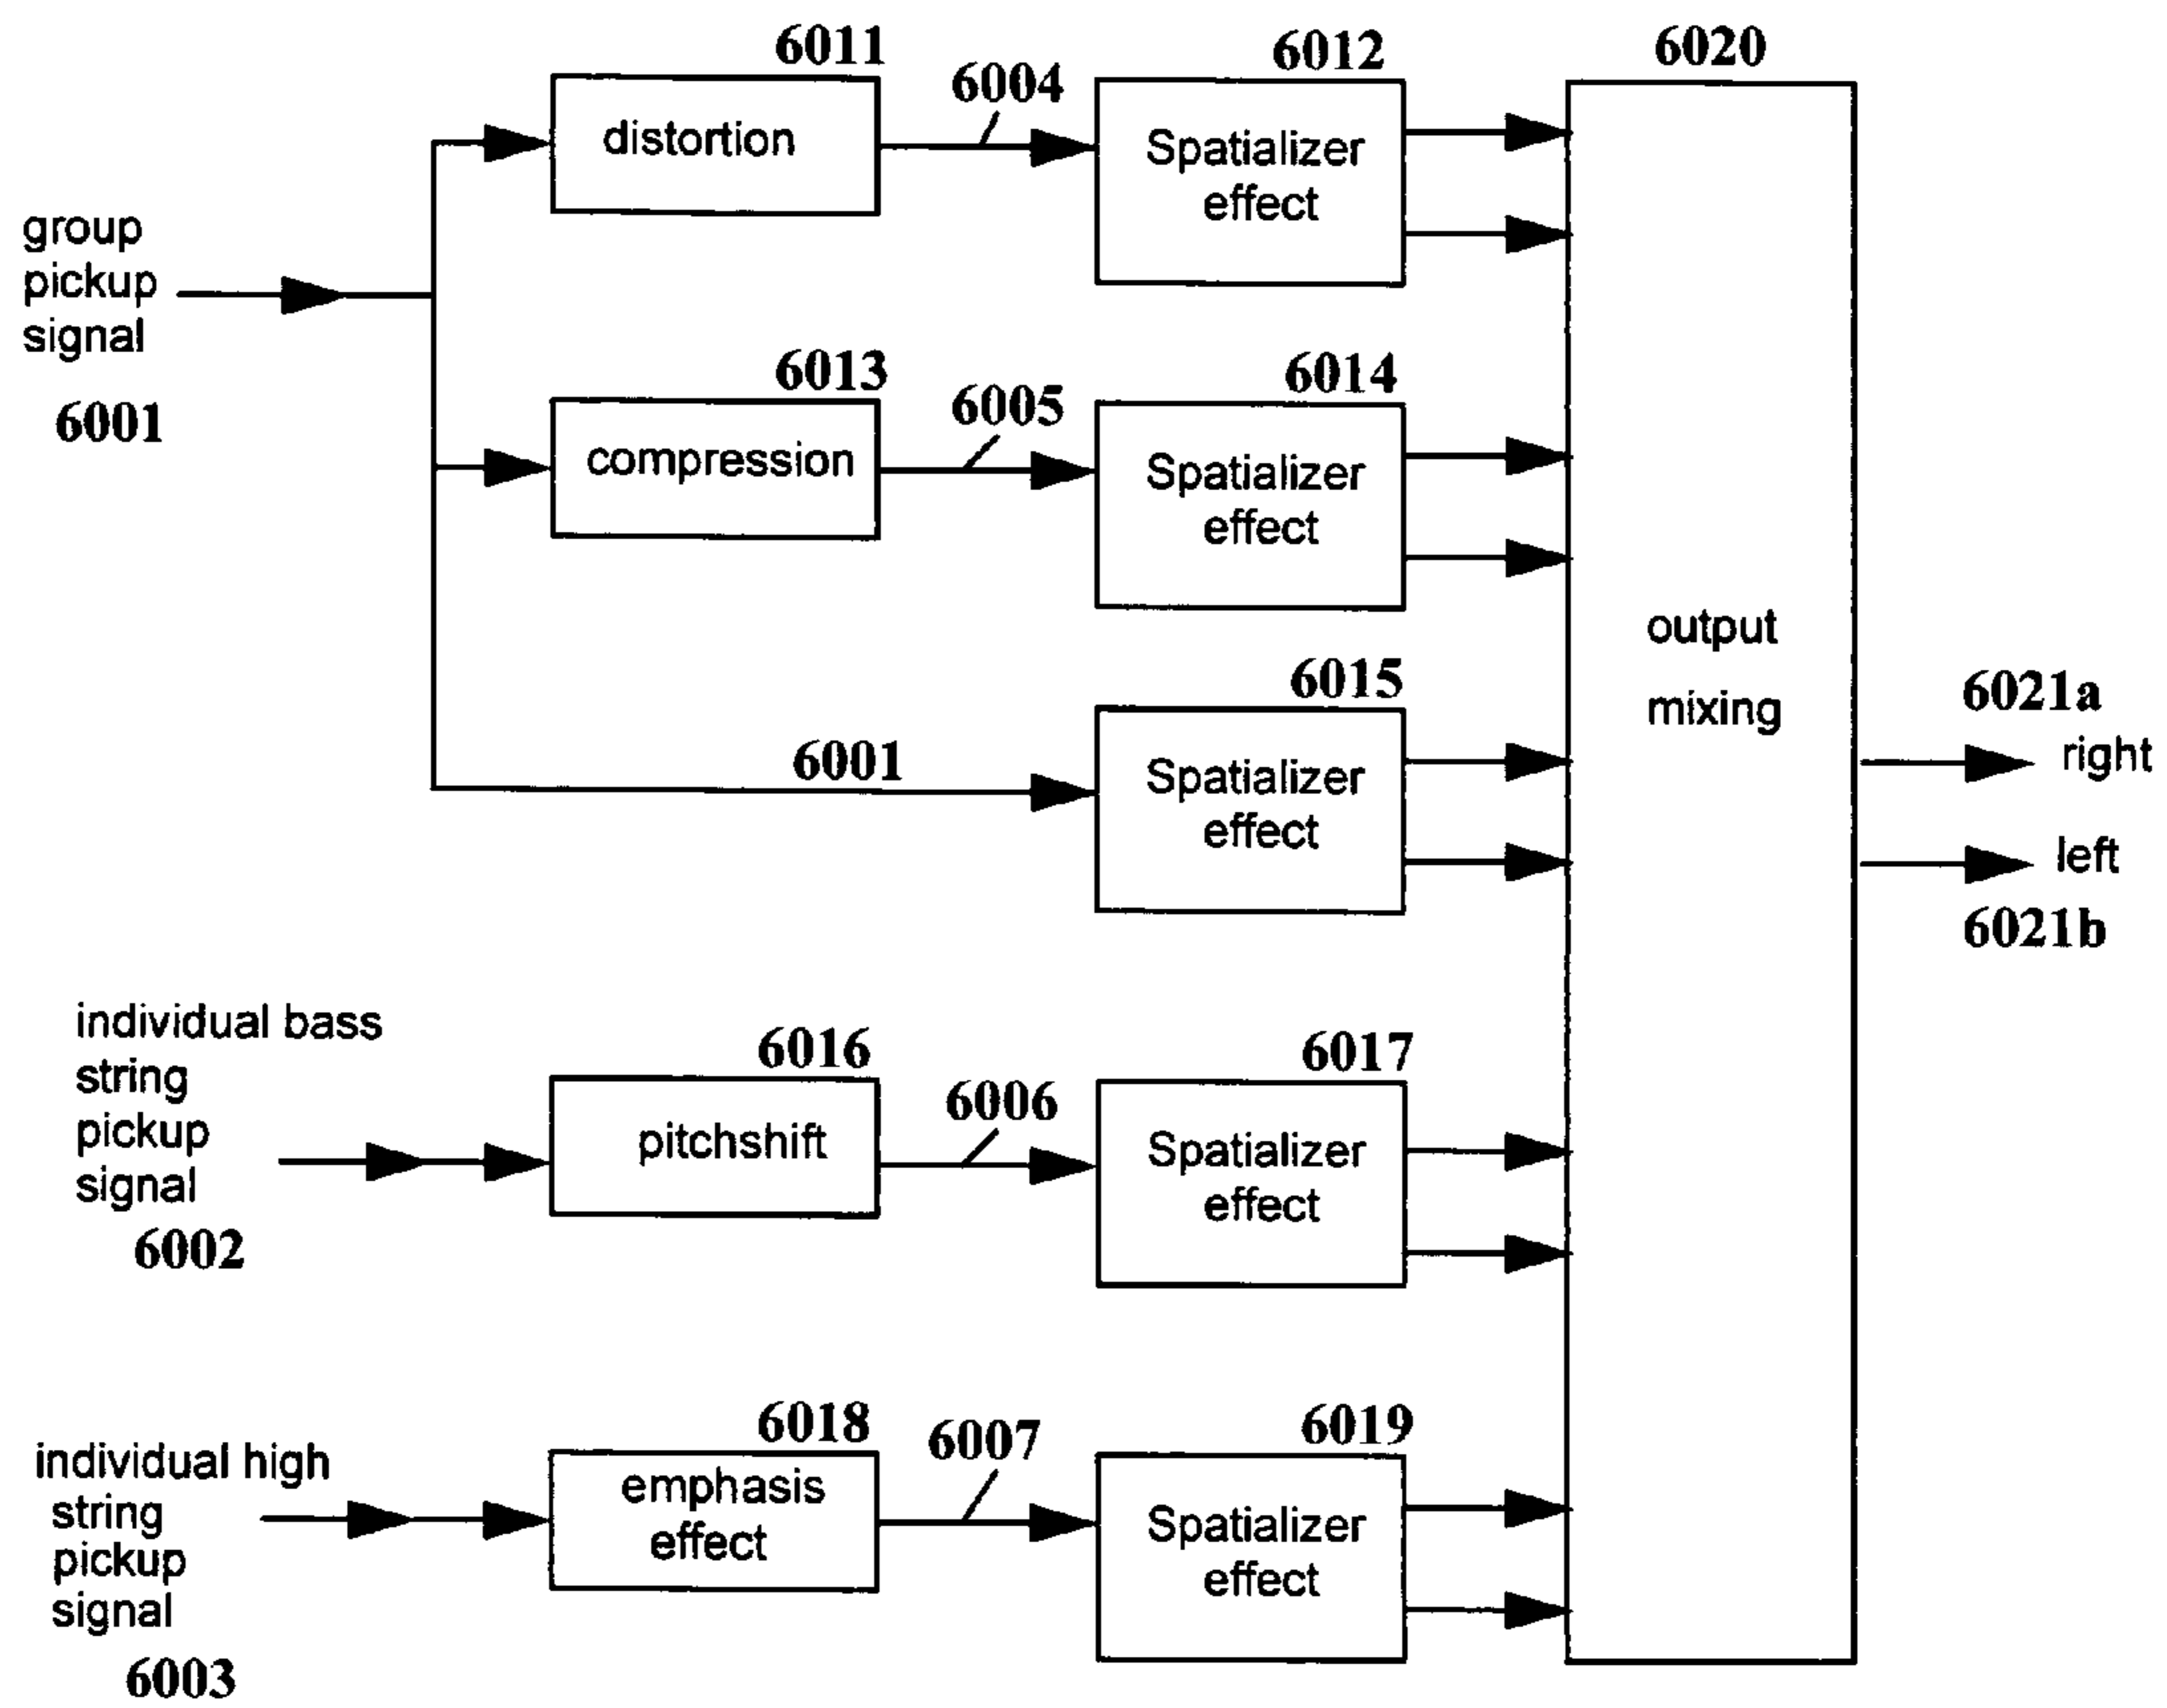 6011
6004
6012
6020
distortion
Spatializer
effect
group
pickup
signal
6001
6013
6005
6014
compression
Spatializer
effect
output
mixing
6015
6001
Spatializer
effect
6021a
right
left
6021b
individual bass
string
pickup
signal
6002
6016
6006
6017
pitchshift
Spatializer
effect
individual high
string
pickup
signal
6003
6018
6007
6019
emphasis
effect
Spatializer
effect